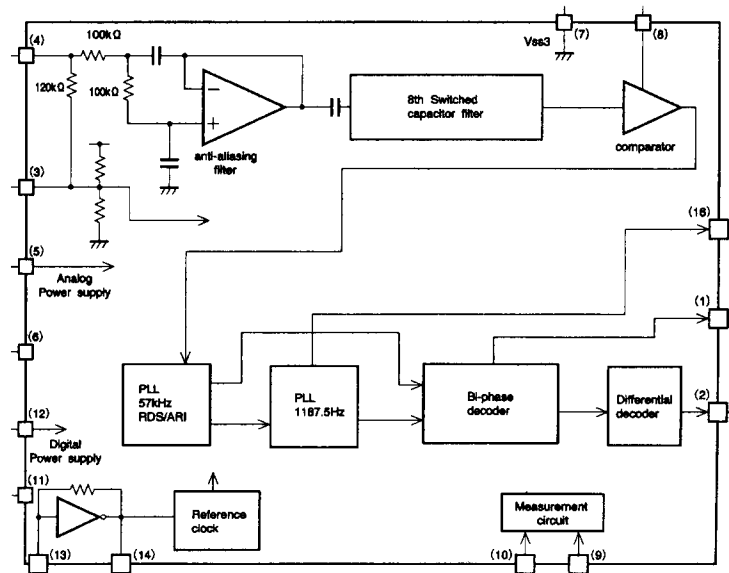 (4)
100kΩ
120kΩ
100kΩ
−
+
anti-aliasing
filter
8th Switched
capacitor filter
Vss3
(7)
(8)
comparator
(3)
(5)
Analog
Power supply
(16)
(6)
(1)
PLL
57kHz
RDS/ARI
PLL
1187.5Hz
Bi-phase
decoder
Differential
decoder
(2)
(12)
Digital
Power supply
(11)
Reference
clock
Measurement
circuit
(13)
(14)
(10)
(9)